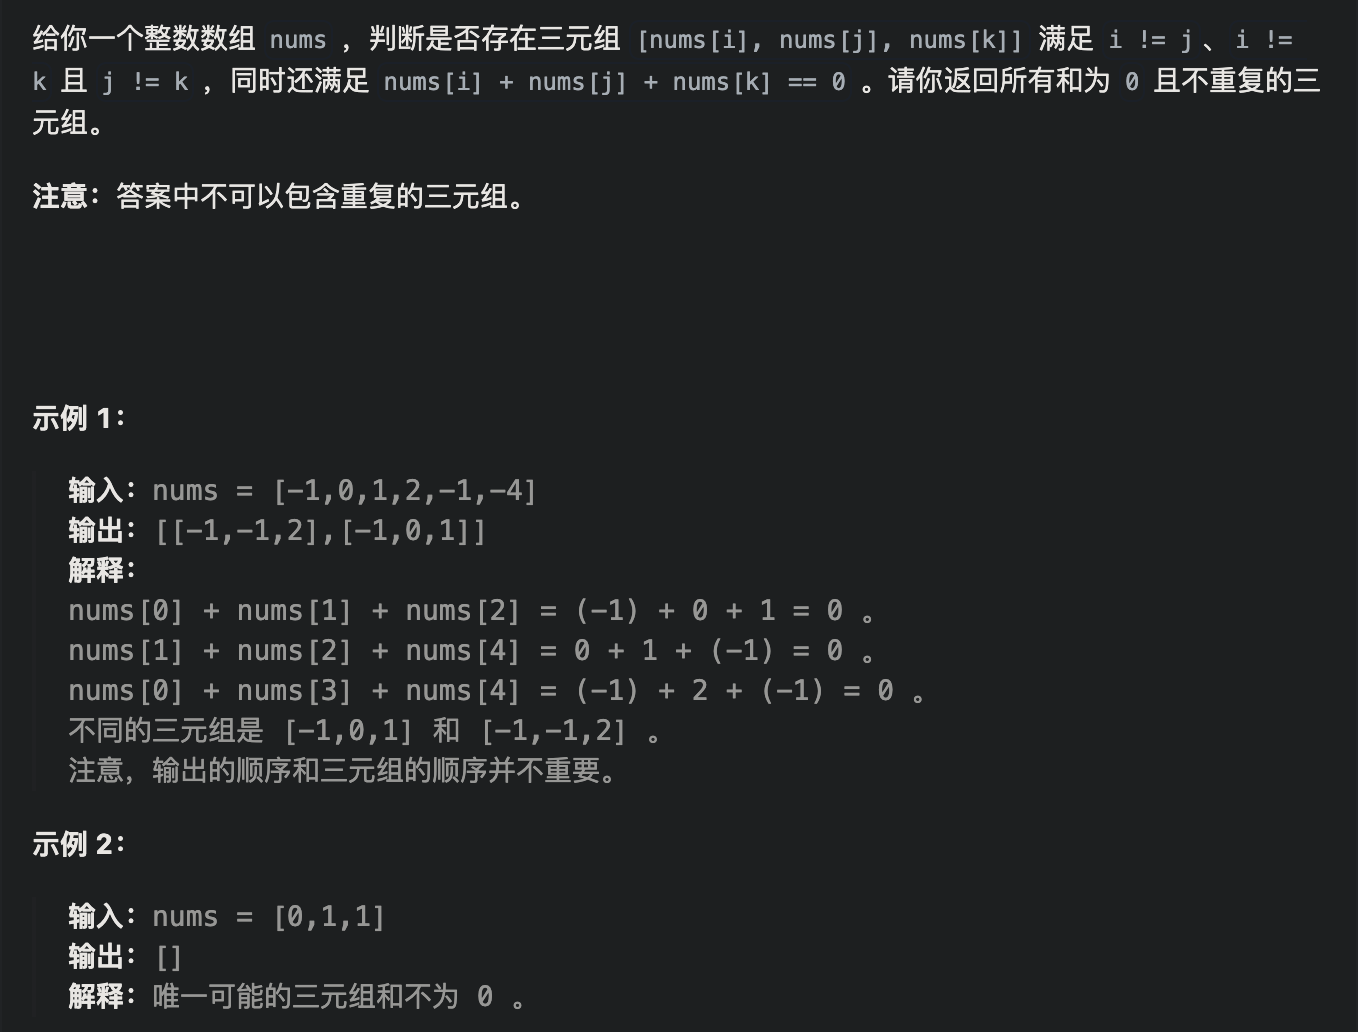 给你一个整数数组 nums ，判断是否存在三元组 [nums[i], nums[j], nums[k]] 满足 i != j 、i !=
k 且 j != k ，同时还满足 nums[i] + nums[j] + nums[k] == 0 。请你返回所有和为 0 且不重复的三
元组。
注意：答案中不可以包含重复的三元组。
示例 1：
输入：nums = [-1,0,1,2,-1,-4]
输出：[[-1,-1,2],[-1,0,1]]
解释：
nums[0] + nums[1] + nums[2] = (-1) + 0 + 1 = 0 。
nums[1] + nums[2] + nums[4] = 0 + 1 + (-1) = 0 。
nums[0] + nums[3] + nums[4] = (-1) + 2 + (-1) = 0 。
不同的三元组是 [-1,0,1] 和 [-1,-1,2] 。
注意，输出的顺序和三元组的顺序并不重要。
示例 2：
输入：nums = [0,1,1]
输出：[]
解释：唯一可能的三元组和不为 0 。